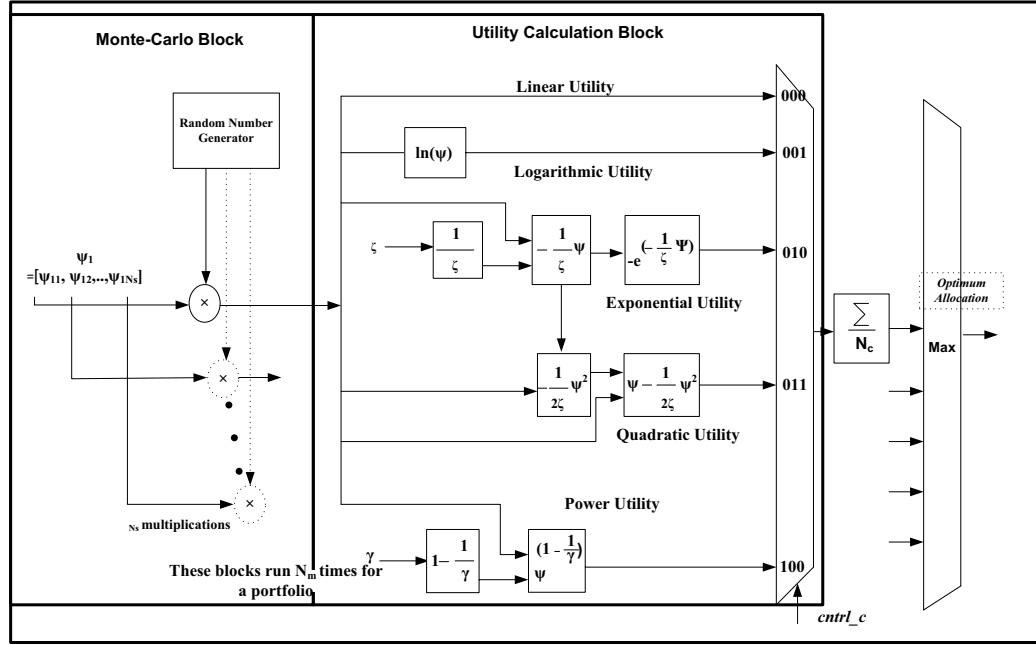 Monte-Carlo Block
Utility Calculation Block
Random Number
Generator
ψ1
=[ψ11, ψ12,..,ψ1Ns]
×
×
×
Ns multiplications
These blocks run Nm times for
a portfolio
Linear Utility
000
ln(ψ)
001
Logarithmic Utility
ζ
1
ζ
- 1/ζ ψ
-e^(- 1/ζ Ψ)
010
Exponential Utility
- 1/2ζ ψ²
ψ - 1/2ζ ψ²
011
Quadratic Utility
Power Utility
γ
1- 1/γ
ψ^(1 - 1/γ)
100
cntrl_c
∑
Nc
Optimum
Allocation
Max